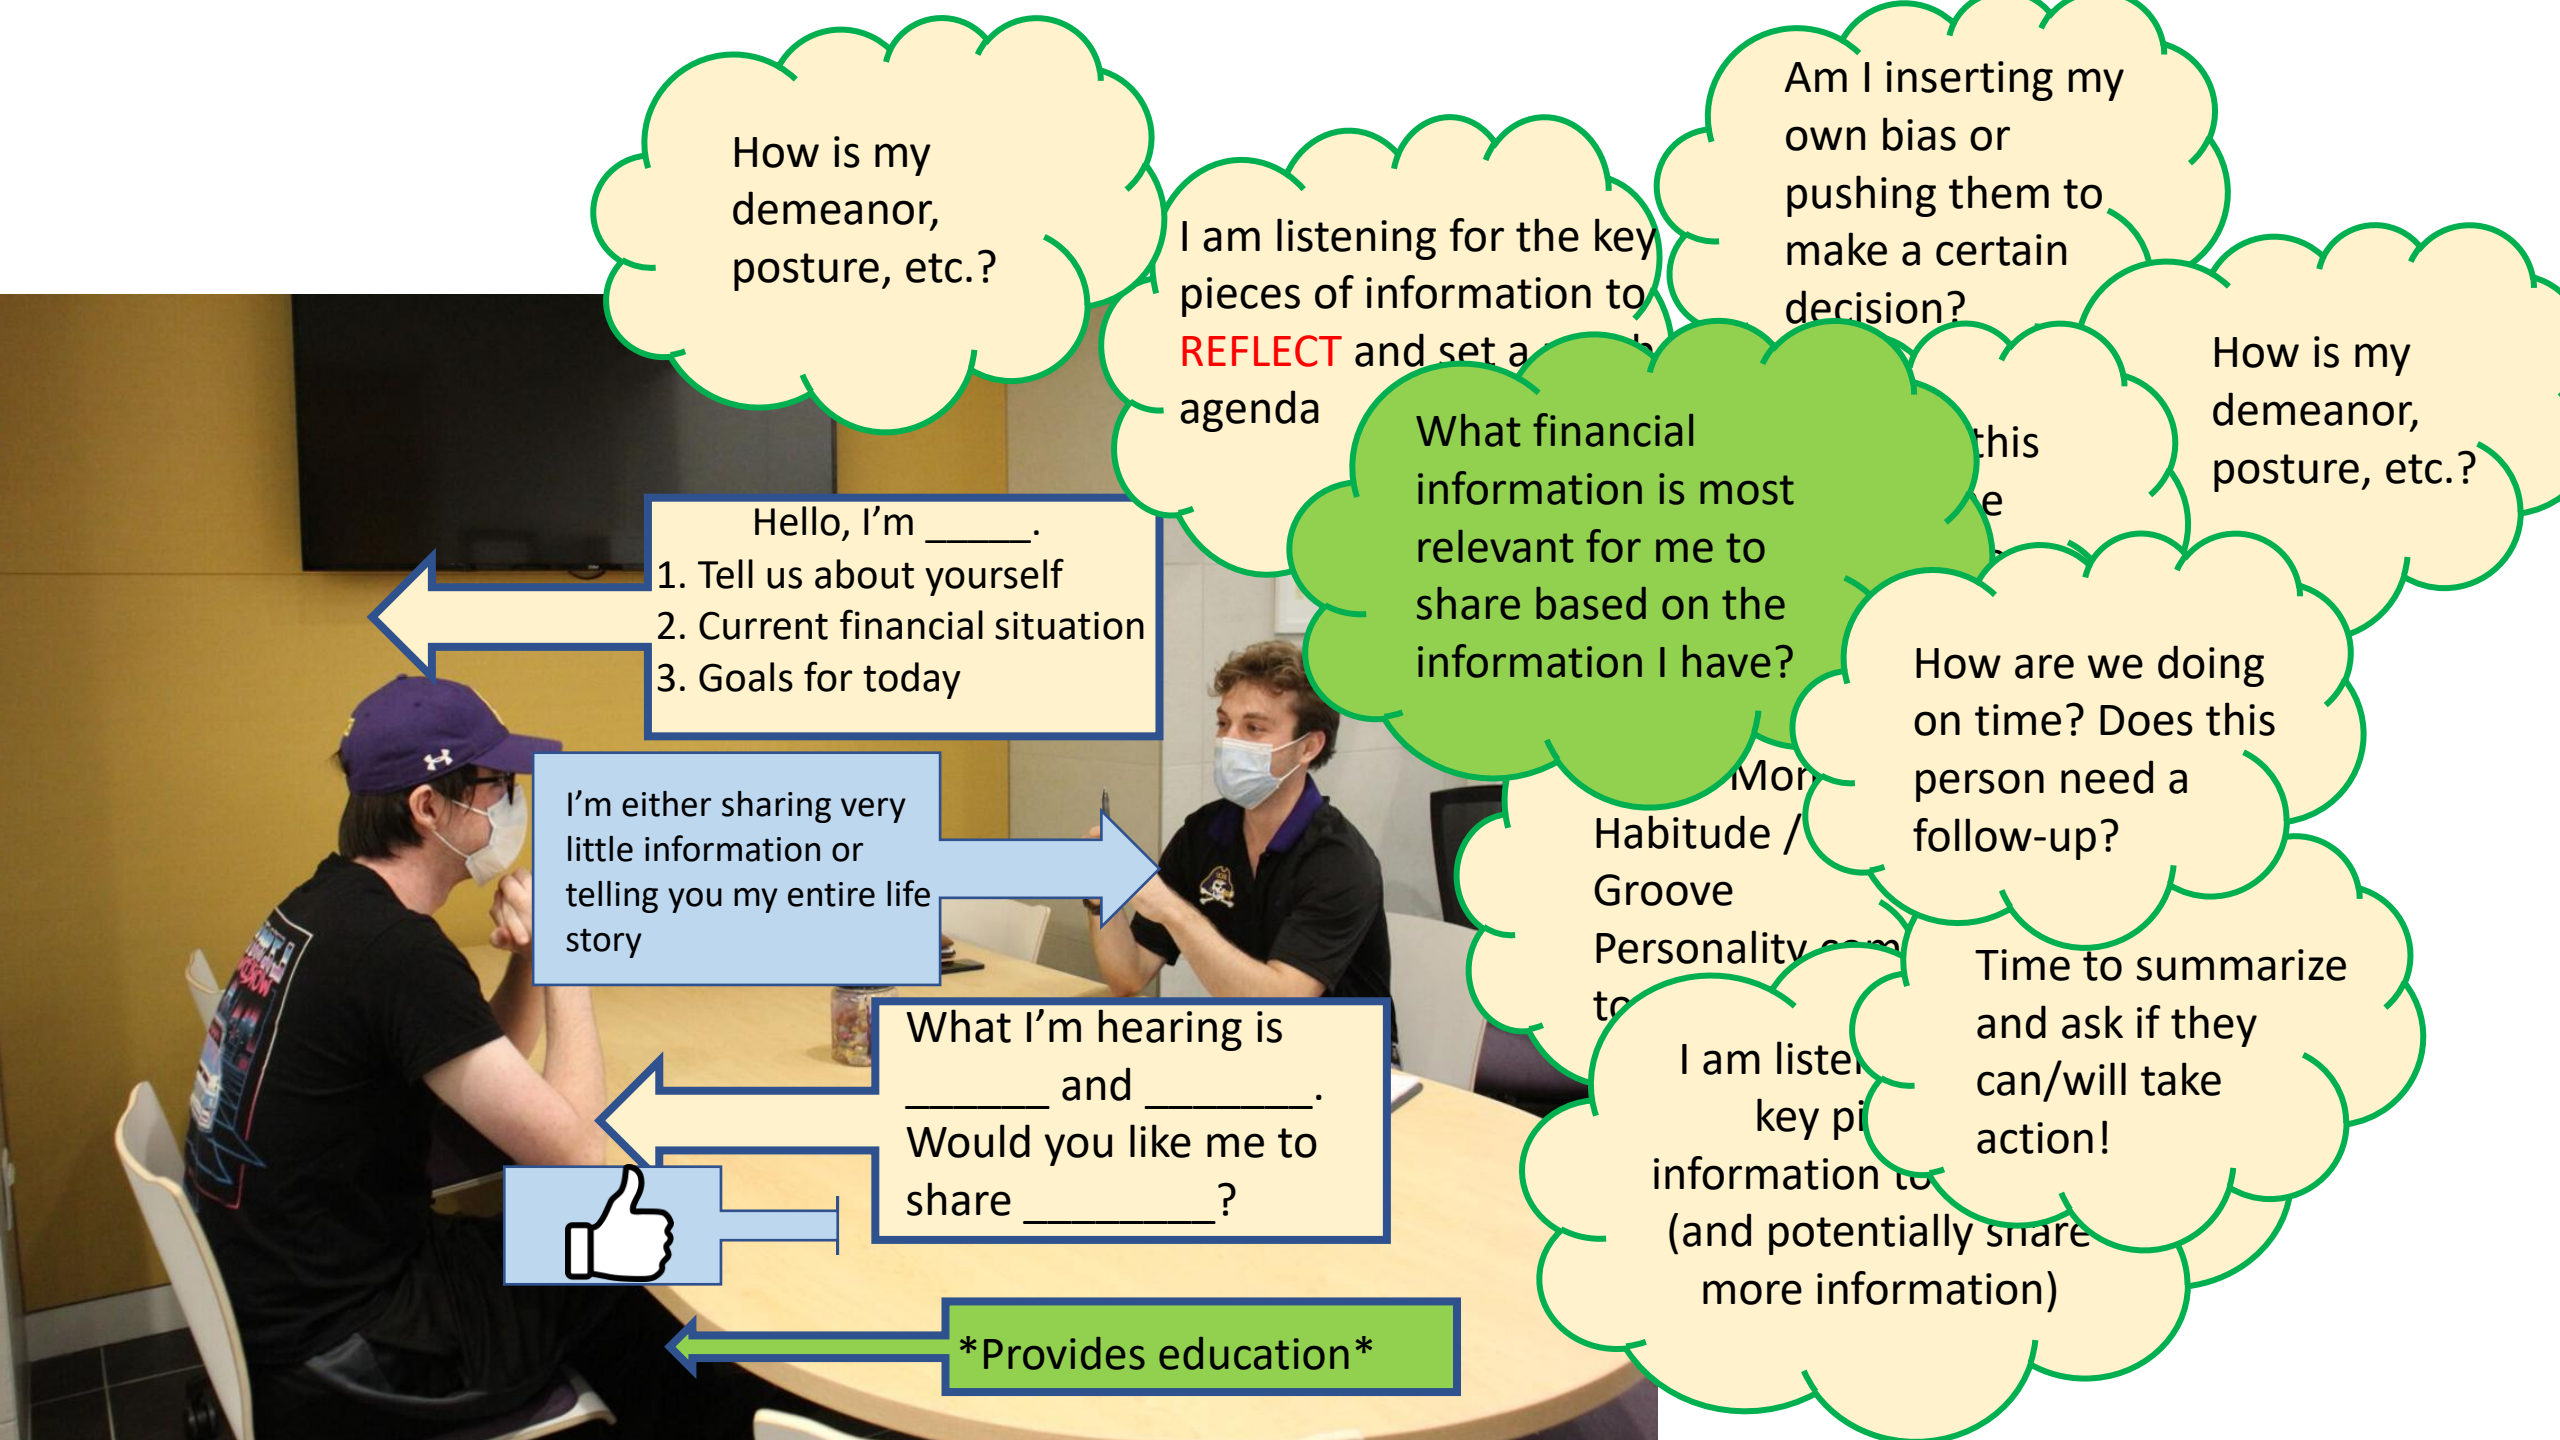 How is my
demeanor,
posture, etc.?
I am listening for the key
pieces of information to
REFLECT and set a
agenda
Am I inserting my
own bias or
pushing them to
make a certain
decision?
How is my
demeanor,
posture, etc.?
this
What financial
information is most
relevant for me to
share based on the
information I have?
How are we doing
on time? Does this
person need a
follow-up?
Habitude /
Groove
Personality
Time to summarize
and ask if they
can/will take
action!
I am
key
information
(and potentially share
more information)
Hello, I’m _____.
1. Tell us about yourself
2. Current financial situation
3. Goals for today
I’m either sharing very
little information or
telling you my entire life
story
What I’m hearing is
______ and _______.
Would you like me to
share ________?
*Provides education*